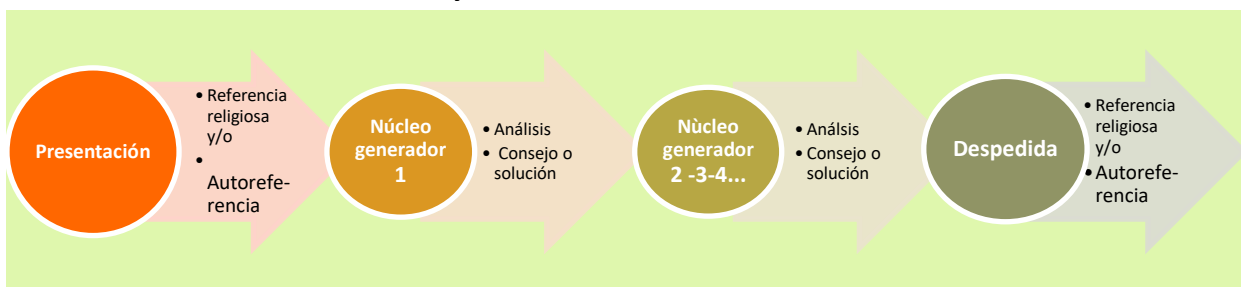 Presentación
• Referencia
religiosa
y/o
•
Autorefe-
rencia
Núcleo
generador
1
• Análisis
• Consejo o
solución
Nùcleo
generador
2 -3-4...
• Análsis
• Consejo o
solución
Despedida
• Referencia
religiosa
y/o
• Autorefe-
rencia